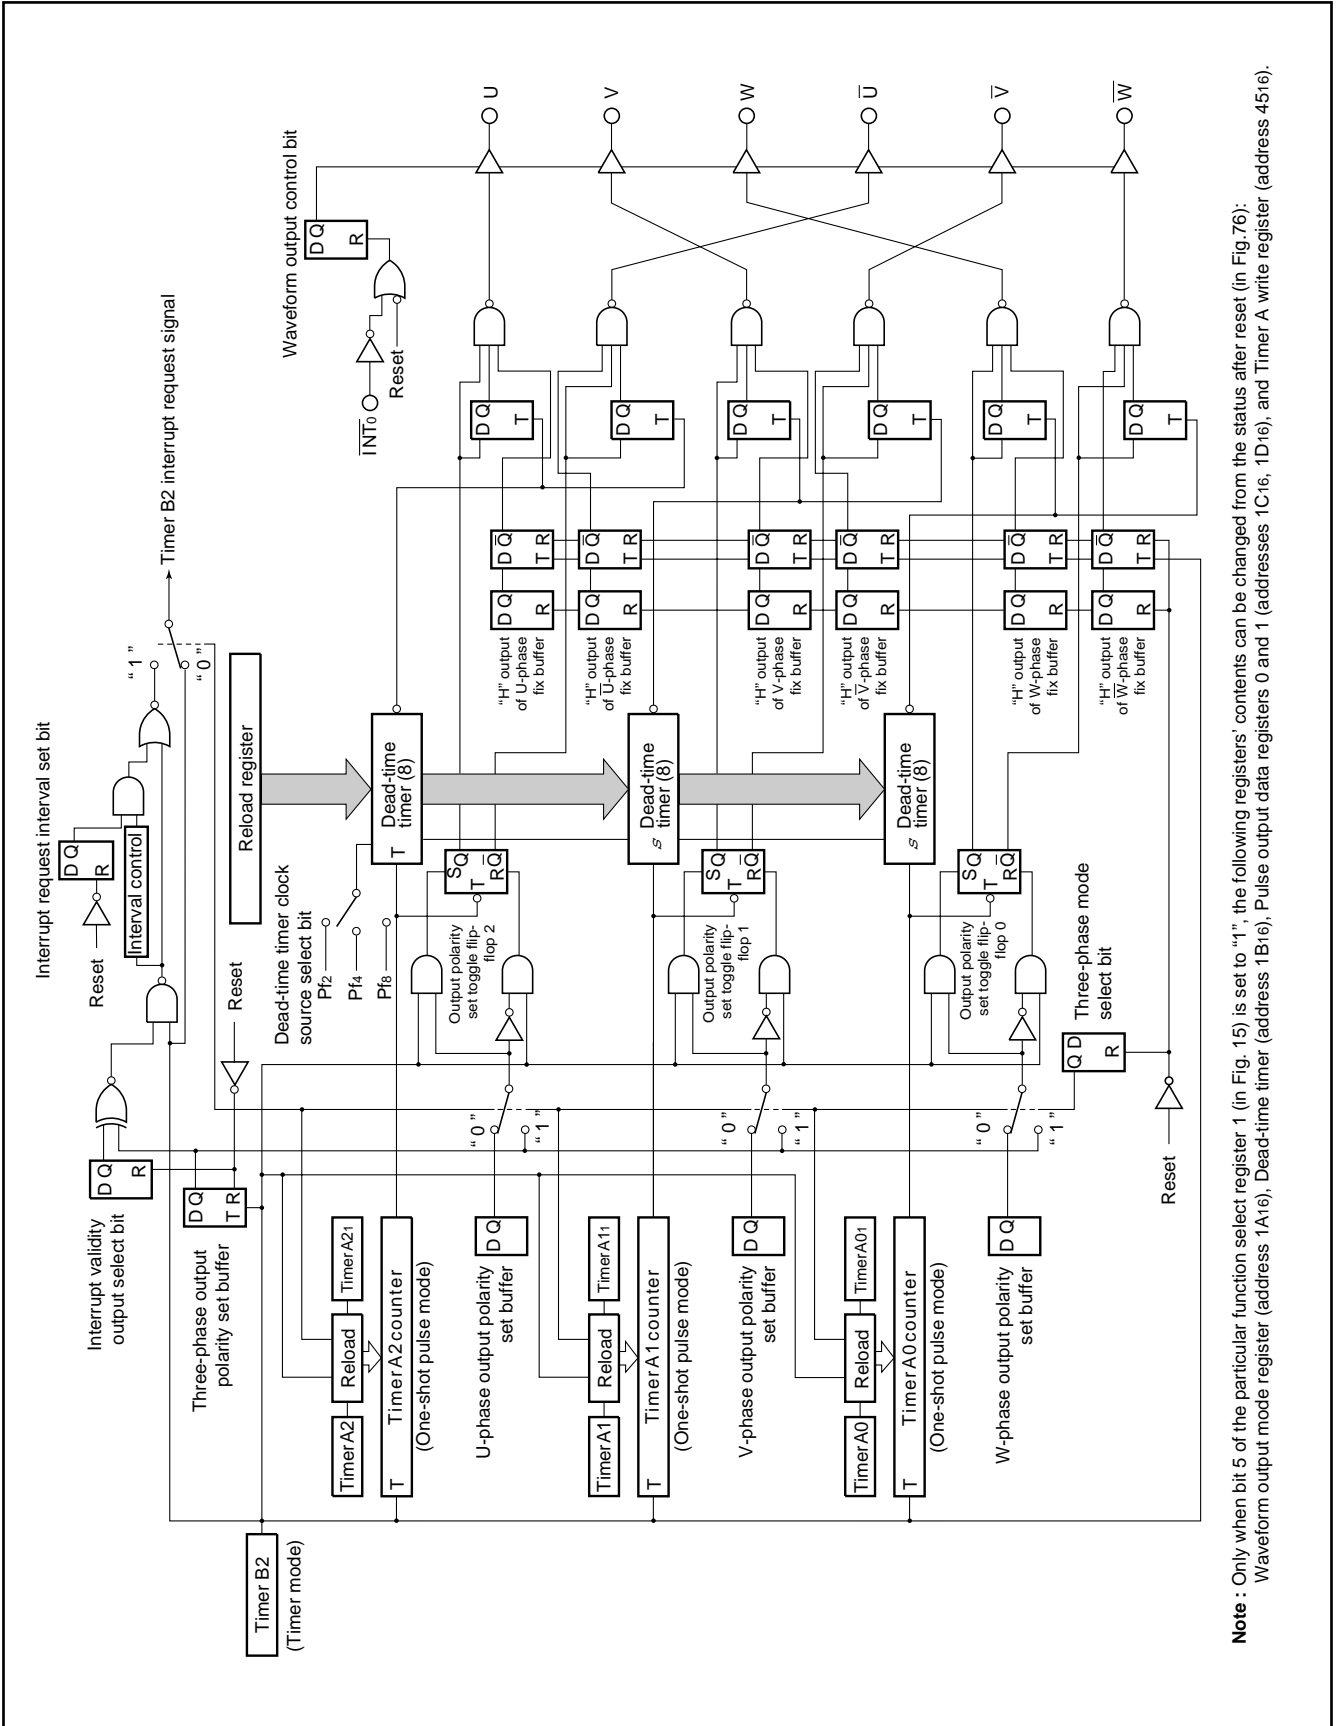 Timer B2
(Timer mode)
Interrupt validity
output select bit
D Q
R
Three-phase output
polarity set buffer
D Q
T R
Reset
Interrupt request interval set bit
Reset
D Q
R
Interval control
“ 1 ”
“ 0 ”
Timer B2 interrupt request signal
Reload register
Dead-time timer clock
source select bit
Pf2
Pf4
Pf8
INT0
Reset
Waveform output control bit
D Q
R
Timer A2
Reload
Timer A21
T
Timer A2 counter
(One-shot pulse mode)
U-phase output polarity
set buffer
D Q
“ 0 ”
“ 1 ”
Output polarity
set toggle flip-
flop 2
S Q
T
R Q̅
T
Dead-time
timer (8)
“H” output
of U-phase
fix buffer
D Q
R
D Q̅
T R
“H” output
of U̅-phase
fix buffer
D Q
R
D Q̅
T R
D Q
T
D Q
T
Timer A1
Reload
Timer A11
T
Timer A1 counter
(One-shot pulse mode)
V-phase output polarity
set buffer
D Q
“ 0 ”
“ 1 ”
Output polarity
set toggle flip-
flop 1
S Q
T
R Q̅
Dead-time
timer (8)
“H” output
of V-phase
fix buffer
D Q
R
D Q̅
T R
“H” output
of V̅-phase
fix buffer
D Q
R
D Q̅
T R
D Q
T
D Q
T
Timer A0
Reload
Timer A01
T
Timer A0 counter
(One-shot pulse mode)
W-phase output polarity
set buffer
D Q
“ 0 ”
“ 1 ”
Output polarity
set toggle flip-
flop 0
S Q
T
R Q̅
Dead-time
timer (8)
“H” output
of W-phase
fix buffer
D Q
R
D Q̅
T R
“H” output
of W̅-phase
fix buffer
D Q
R
D Q̅
T R
D Q
T
D Q
T
Three-phase mode
select bit
Q D
R
Reset
U
V
W
U̅
V̅
W̅
Note : Only when bit 5 of the particular function select register 1 (in Fig. 15) is set to “1”, the following registers’ contents can be changed from the status after reset (in Fig.76):
Waveform output mode register (address 1A16), Dead-time timer (address 1B16), Pulse output data registers 0 and 1 (addresses 1C16, 1D16), and Timer A write register (address 4516).